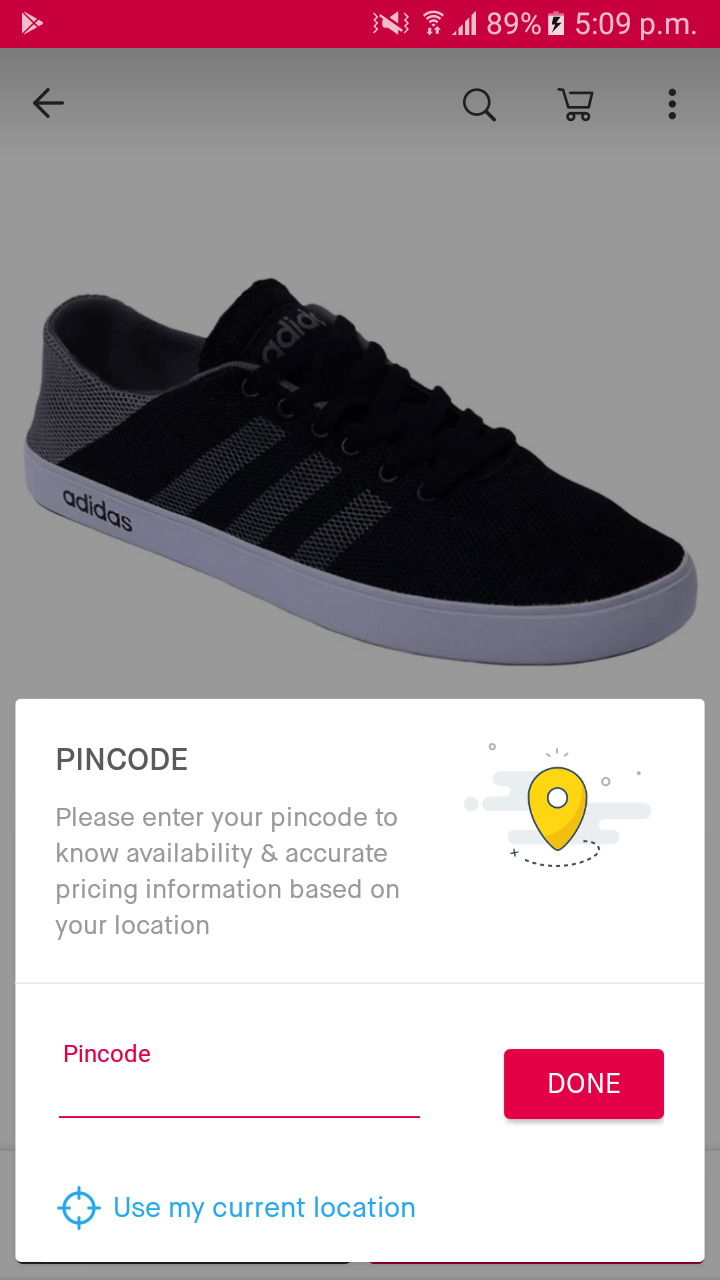 89% 5:09 p.m.
adidas
adidas
PINCODE
Please enter your pincode to
know availability & accurate
pricing information based on
your location
Pincode
DONE
Use my current location